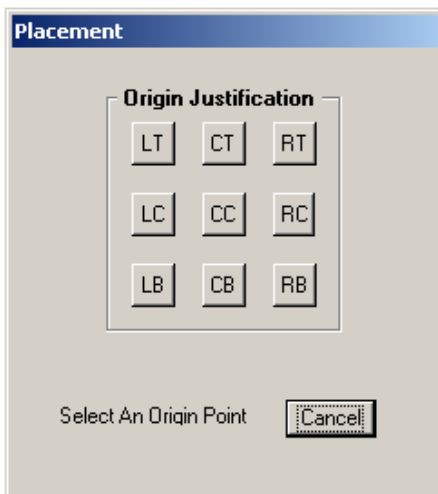 Placement
Origin Justification
LT CT RT
LC CC RC
LB CB RB
Select An Origin Point Cancel